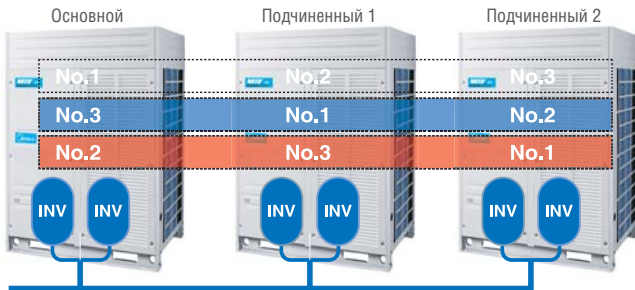 Основной Подчиненный 1 Подчиненный 2
No.1 No.2 No.3
No.3 No.1 No.2
No.2 No.3 No.1
INV INV INV INV INV INV